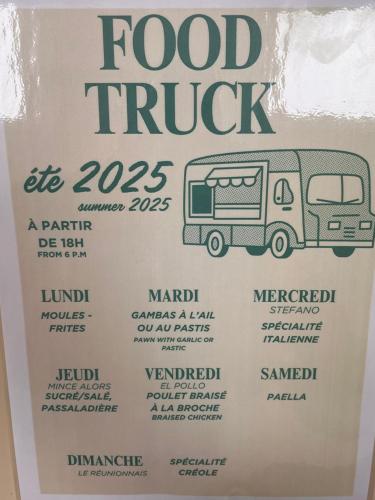 FOOD
TRUCK
été 2025
summer 2025
À PARTIR
DE 18H
FROM 6 P.M
LUNDI
MOULES -
FRITES
MARDI
GAMBAS À L'AIL
OU AU PASTIS
PAWN WITH GARLIC OR
PASTIC
MERCREDI
STEFANO
SPÉCIALITÉ
ITALIENNE
JEUDI
MINCE ALORS
SUCRÉ/SALÉ,
PASSALADIÈRE
VENDREDI
EL POLLO
POULET BRAISÉ
À LA BROCHE
BRAISED CHICKEN
SAMEDI
PAELLA
DIMANCHE
LE RÉUNIONNAIS
SPÉCIALITÉ
CRÉOLE